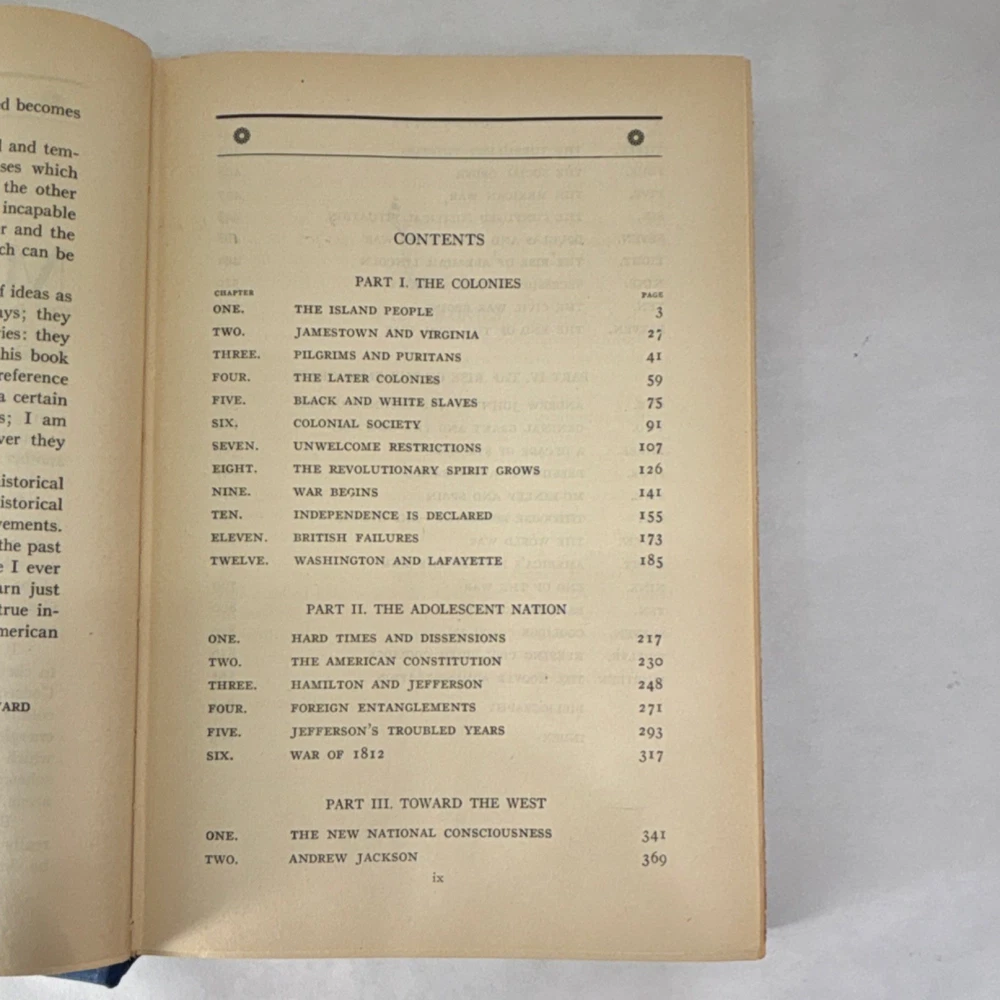 d becomes
l and tem-
ses which
the other
incapable
r and the
ch can be
f ideas as
ays; they
ries: they
his book
reference
a certain
s; I am
ver they
istorical
istorical
vements.
the past
e I ever
arn just
true in-
merican
ARD
CONTENTS
PART I. THE COLONIES
CHAPTER PAGE
ONE. THE ISLAND PEOPLE 3
TWO. JAMESTOWN AND VIRGINIA 27
THREE. PILGRIMS AND PURITANS 41
FOUR. THE LATER COLONIES 59
FIVE. BLACK AND WHITE SLAVES 75
SIX. COLONIAL SOCIETY 91
SEVEN. UNWELCOME RESTRICTIONS 107
EIGHT. THE REVOLUTIONARY SPIRIT GROWS 126
NINE. WAR BEGINS 141
TEN. INDEPENDENCE IS DECLARED 155
ELEVEN. BRITISH FAILURES 173
TWELVE. WASHINGTON AND LAFAYETTE 185
PART II. THE ADOLESCENT NATION
ONE. HARD TIMES AND DISSENSIONS 217
TWO. THE AMERICAN CONSTITUTION 230
THREE. HAMILTON AND JEFFERSON 248
FOUR. FOREIGN ENTANGLEMENTS 271
FIVE. JEFFERSON'S TROUBLED YEARS 293
SIX. WAR OF 1812 317
PART III. TOWARD THE WEST
ONE. THE NEW NATIONAL CONSCIOUSNESS 341
TWO. ANDREW JACKSON 369
ix